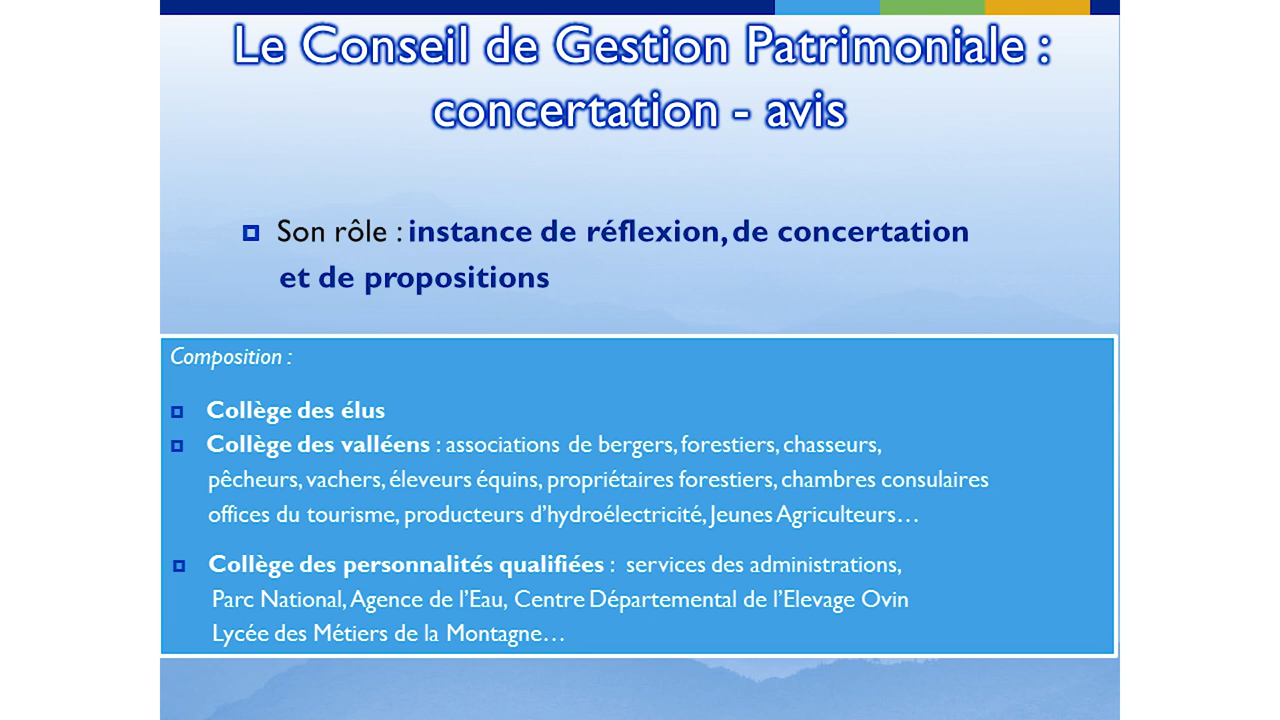 Le Conseil de Gestion Patrimoniale :
concertation - avis
Son rôle : instance de réflexion, de concertation
et de propositions
Composition :
Collège des élus
Collège des valléens : associations de bergers, forestiers, chasseurs,
pêcheurs, vachers, éleveurs équins, propriétaires forestiers, chambres consulaires
offices du tourisme, producteurs d’hydroélectricité, Jeunes Agriculteurs…
Collège des personnalités qualifiées : services des administrations,
Parc National, Agence de l’Eau, Centre Départemental de l’Elevage Ovin
Lycée des Métiers de la Montagne…